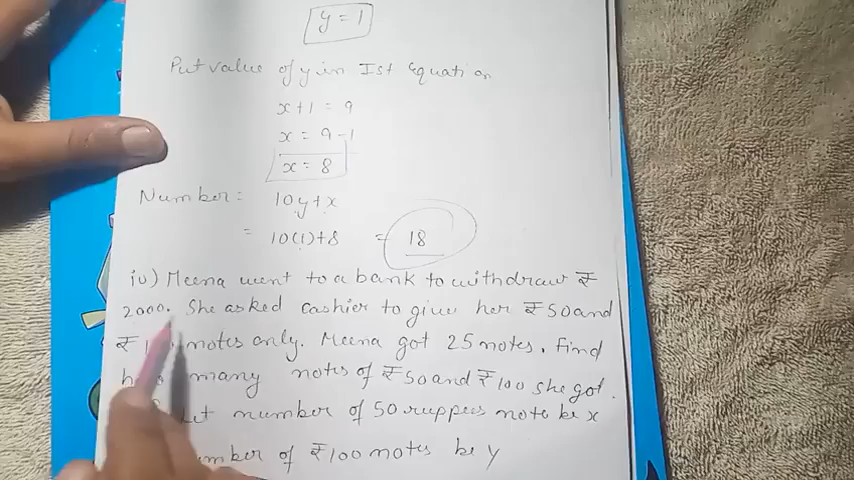 y = 1
Put value of y in Ist Equation
x+1 = 9
x = 9-1
x = 8
Number = 10y+x
= 10(1)+8 = 18
iv) Meena went to a bank to withdraw ₹
2000. She asked cashier to give her ₹50 and
notes only. Meena got 25 notes. Find
many notes of ₹50 and ₹100 she got.
number of 50 ruppees note be x
of ₹100 notes be y